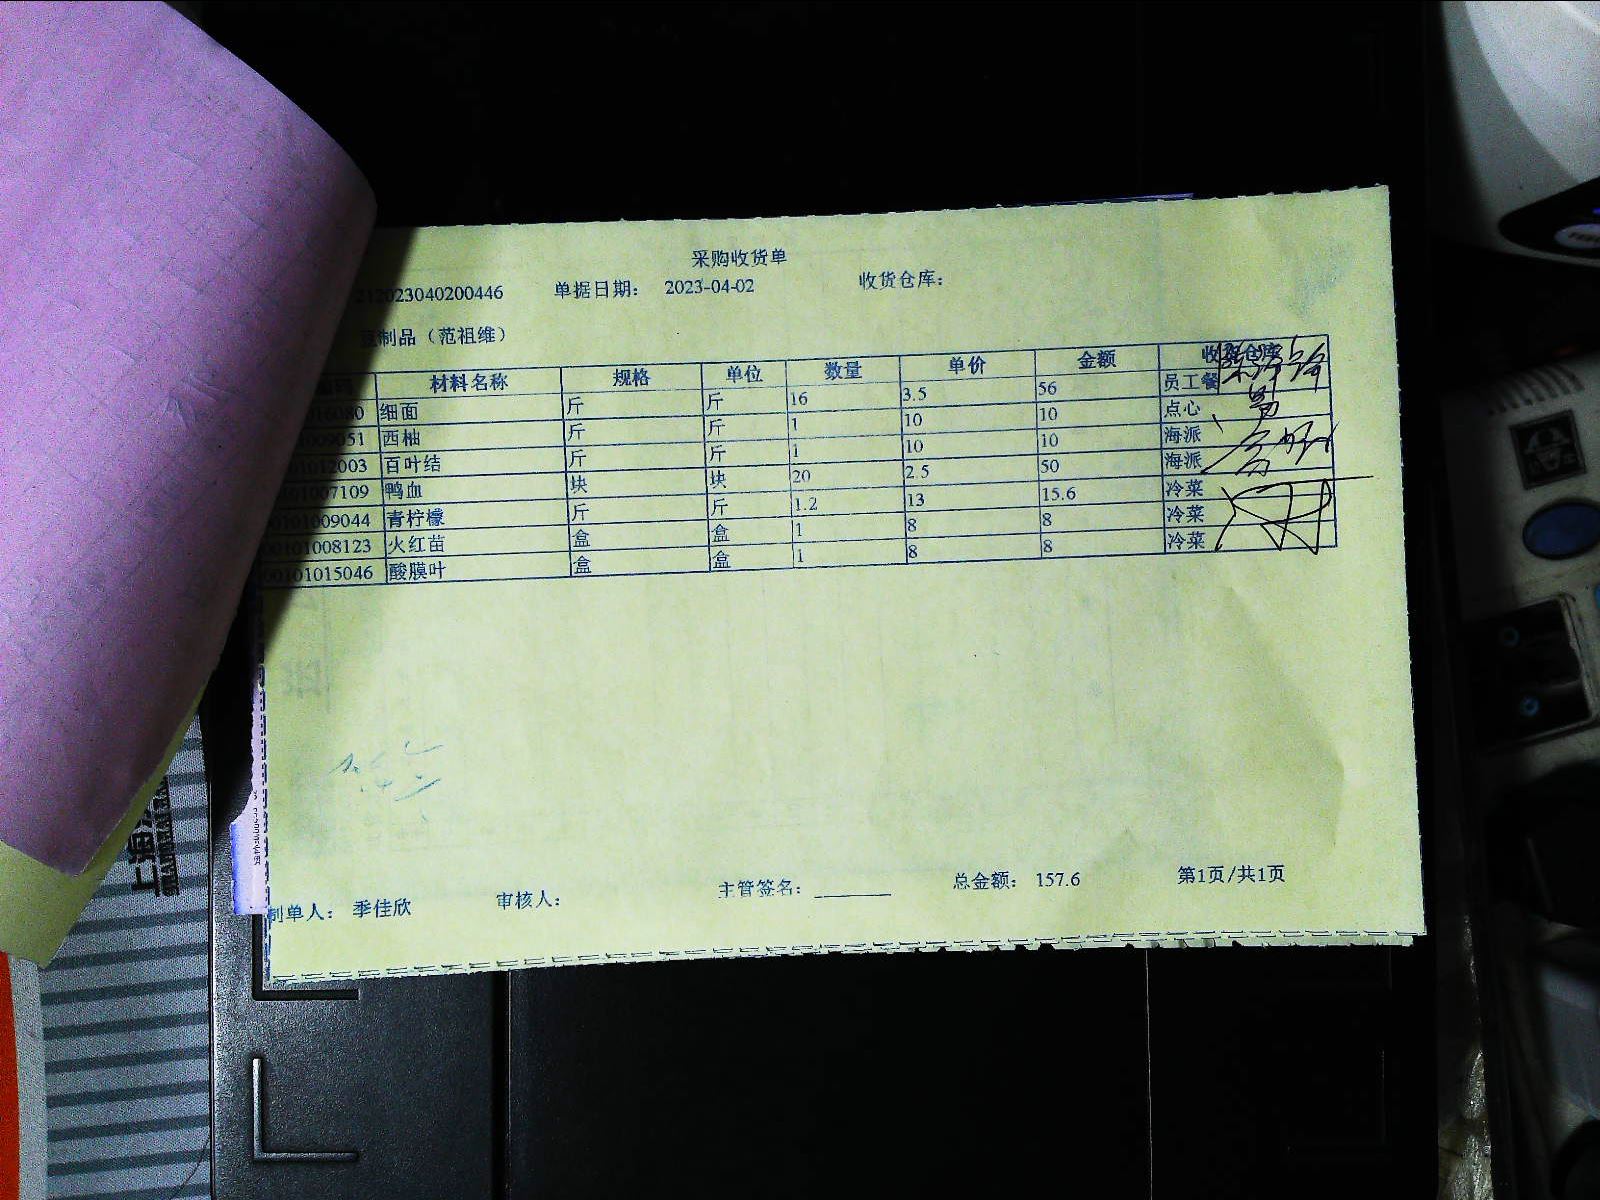 采购收货单
212023040200446 单据日期： 2023-04-02 收货仓库：
豆制品（范祖维）
材料名称 规格 单位 数量 单价 金额 收货仓库
016080 细面 斤 斤 16 3.5 56 员工餐
009051 西柚 斤 斤 1 10 10 点心
01012003 百叶结 斤 斤 1 10 10 海派
101007109 鸭血 块 块 20 2.5 50 海派
00101009044 青柠檬 斤 斤 1.2 13 15.6 冷菜
00101008123 火红苗 盒 盒 1 8 8 冷菜
00101015046 酸膜叶 盒 盒 1 8 8 冷菜
制单人： 季佳欣 审核人： 主管签名： 总金额： 157.6 第1页/共1页
上海